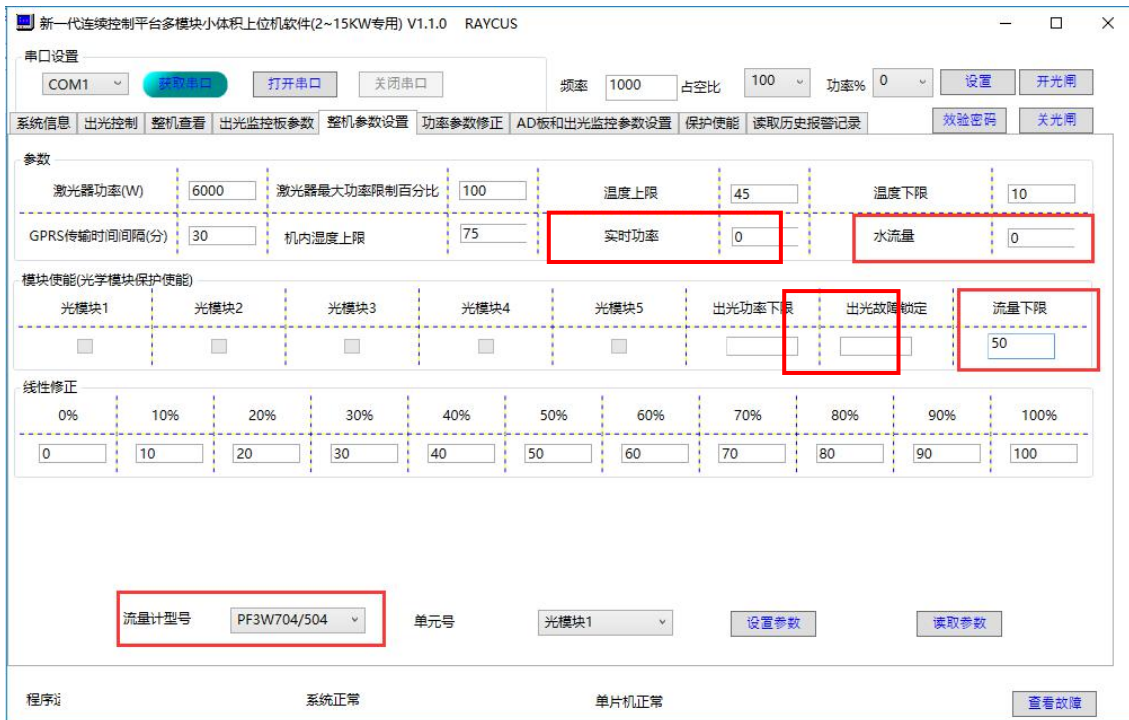 新一代连续控制平台多模块小体积上位机软件(2~15KW专用) V1.1.0 RAYCUS
串口设置
COM1 获取串口 打开串口 关闭串口 频率 1000 占空比 100 功率% 0 设置 开光闸
系统信息 出光控制 整机查看 出光监控板参数 整机参数设置 功率参数修正 AD板和出光监控参数设置 保护使能 读取历史报警记录 效验密码 关光闸
参数
激光器功率(W) 6000 激光器最大功率限制百分比 100 温度上限 45 温度下限 10
GPRS传输时间间隔(分) 30 机内湿度上限 75 实时功率 0 水流量 0
模块使能(光学模块保护使能)
光模块1 光模块2 光模块3 光模块4 光模块5 出光功率下限 出光故障锁定 流量下限
50
线性修正
0% 10% 20% 30% 40% 50% 60% 70% 80% 90% 100%
0 10 20 30 40 50 60 70 80 90 100
流量计型号 PF3W704/504 单元号 光模块1 设置参数 读取参数
程序 系统正常 单片机正常 查看故障